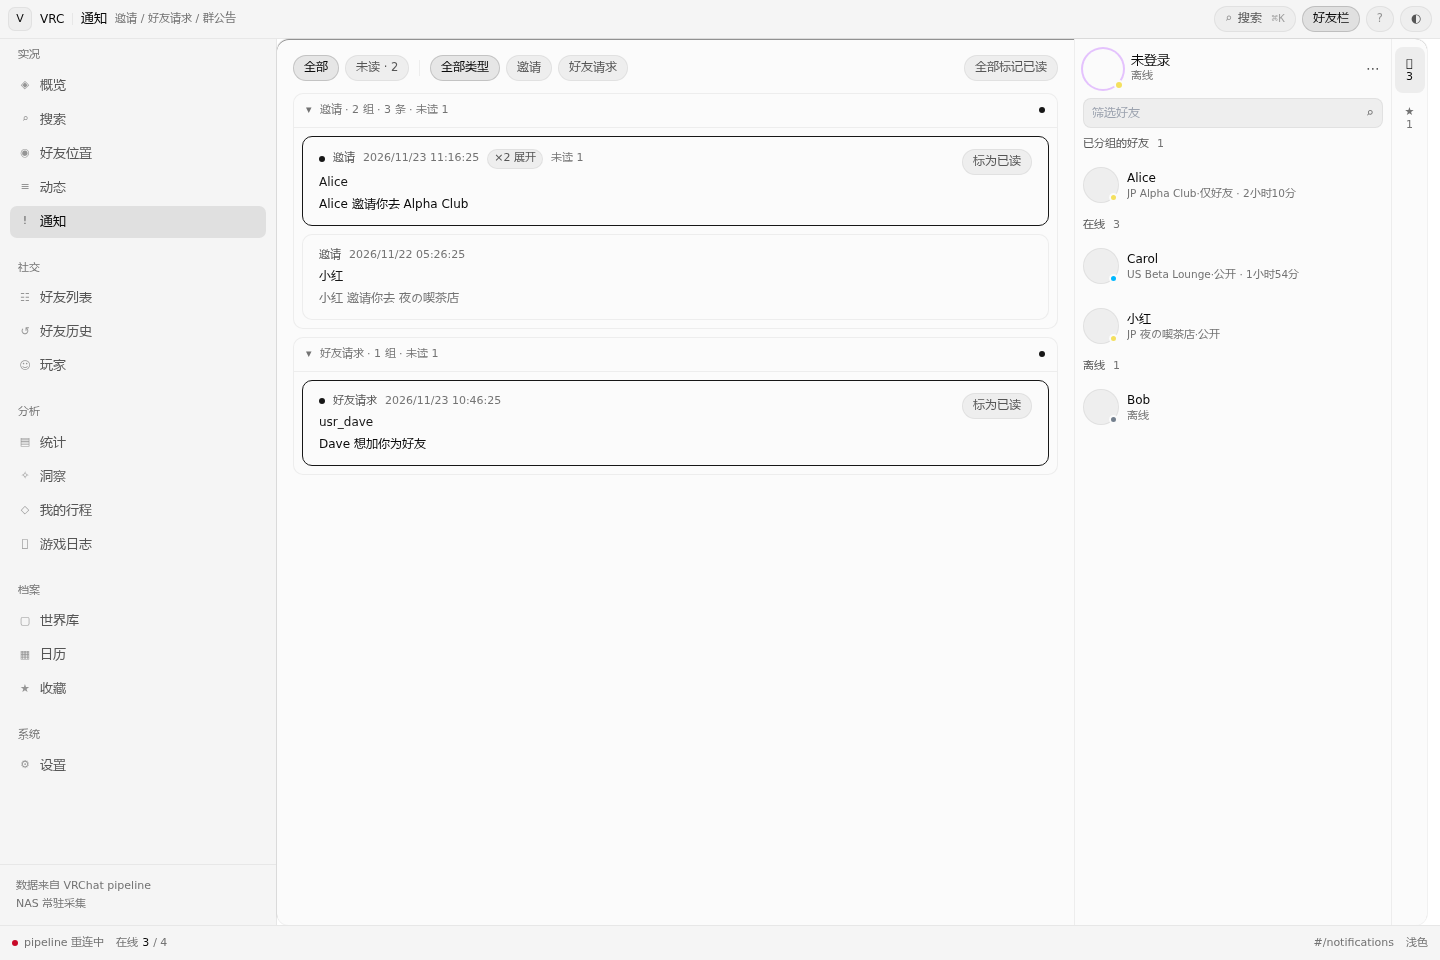 V VRC 通知 邀请 / 好友请求 / 群公告
搜索 ⌘K 好友栏 ?
实况
概览
搜索
好友位置
动态
! 通知
社交
好友列表
好友历史
玩家
分析
统计
洞察
我的行程
游戏日志
档案
世界库
日历
收藏
系统
设置
数据来自 VRChat pipeline
NAS 常驻采集
全部 未读 · 2 全部类型 邀请 好友请求 全部标记已读
▾ 邀请 · 2 组 · 3 条 · 未读 1
邀请 2026/11/23 11:16:25 ×2 展开 未读 1 标为已读
Alice
Alice 邀请你去 Alpha Club
邀请 2026/11/22 05:26:25
小红
小红 邀请你去 夜の喫茶店
▾ 好友请求 · 1 组 · 未读 1
好友请求 2026/11/23 10:46:25 标为已读
usr_dave
Dave 想加你为好友
未登录 ···
离线
筛选好友
已分组的好友 1
Alice
JP Alpha Club·仅好友 · 2小时10分
在线 3
Carol
US Beta Lounge·公开 · 1小时54分
小红
JP 夜の喫茶店·公开
离线 1
Bob
离线
3
★
1
pipeline 重连中 在线 3 / 4
#/notifications 浅色